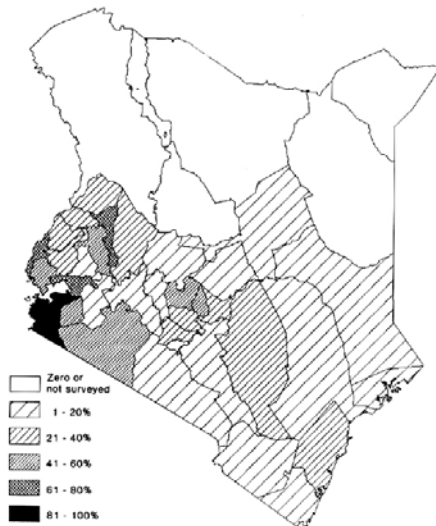 Zero or
not surveyed
1 - 20%
21 - 40%
41 - 60%
61 - 80%
81 - 100%